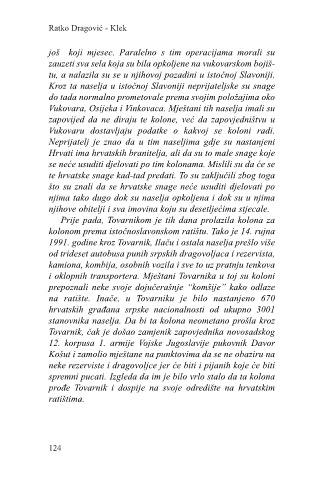 Ratko Dragović - Klek
još koji mjesec. Paralelno s tim operacijama morali su
zauzeti sva sela koja su bila opkoljene na vukovarskom bojiš-
tu, a nalazila su se u njihovoj pozadini u istočnoj Slavoniji.
Kroz ta naselja u istočnoj Slavoniji neprijateljske su snage
do tada normalno prometovale prema svojim položajima oko
Vukovara, Osijeka i Vinkovaca. Mještani tih naselja imali su
zapovijed da ne diraju te kolone, već da zapovjedništvu u
Vukovaru dostavljaju podatke o kakvoj se koloni radi.
Neprijatelj je znao da u tim naseljima gdje su nastanjeni
Hrvati ima hrvatskih branitelja, ali da su to male snage koje
se neće usuditi djelovati po tim kolonama. Mislili su da će se
te hrvatske snage kad-tad predati. To su zaključili zbog toga
što su znali da se hrvatske snage neće usuditi djelovati po
njima tako dugo dok su naselja opkoljena i dok su u njima
njihove obitelji i sva imovina koju su desetljećima stjecale.
Prije pada, Tovarnikom je tih dana prolazila kolona za
kolonom prema istočnoslavonskom ratištu. Tako je 14. rujna
1991. godine kroz Tovarnik, Ilaču i ostala naselja prešlo više
od trideset autobusa punih srpskih dragovoljaca i rezervista,
kamiona, kombija, osobnih vozila i sve to uz pratnju tenkova
i oklopnih transportera. Mještani Tovarnika u toj su koloni
prepoznali neke svoje dojučerašnje “komšije” kako odlaze
na ratište. Inače, u Tovarniku je bilo nastanjeno 670
hrvatskih građana srpske nacionalnosti od ukupno 3001
stanovnika naselja. Da bi ta kolona neometano prošla kroz
Tovarnik, čak je došao zamjenik zapovjednika novosadskog
12. korpusa 1. armije Vojske Jugoslavije pukovnik Davor
Košut i zamolio mještane na punktovima da se ne obaziru na
neke rezerviste i dragovoljce jer će biti i pijanih koje će biti
spremni pucati. Izgleda da im je bilo vrlo stalo da ta kolona
prođe Tovarnik i dospije na svoje odredište na hrvatskim
ratištima.
124